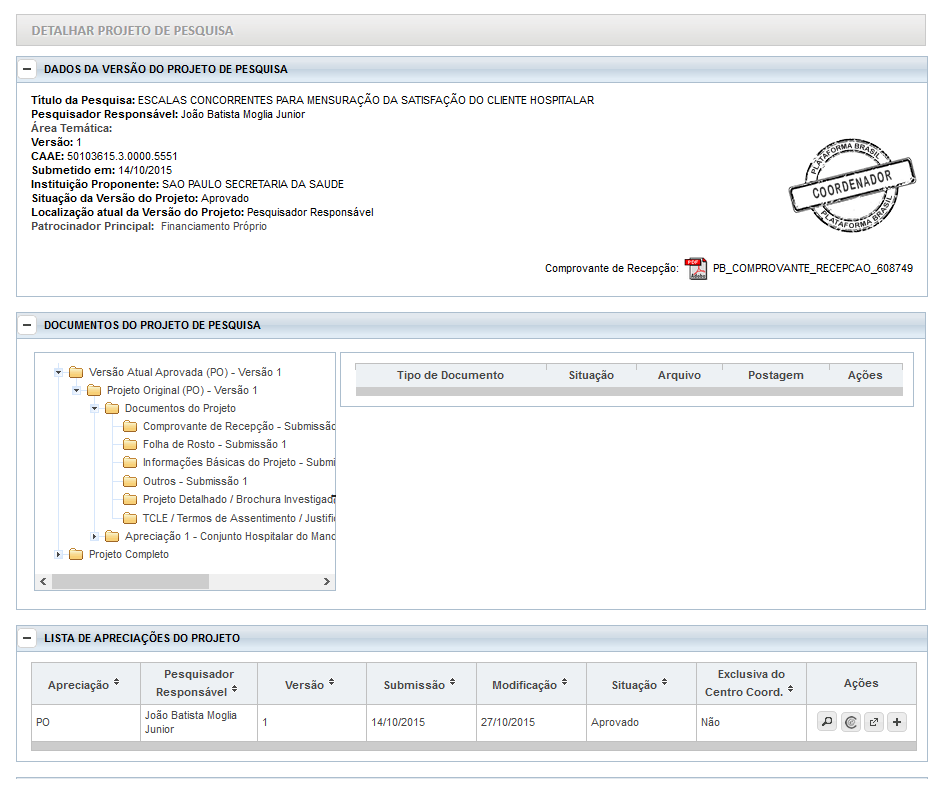 DETALHAR PROJETO DE PESQUISA
DADOS DA VERSÃO DO PROJETO DE PESQUISA
Título da Pesquisa: ESCALAS CONCORRENTES PARA MENSURAÇÃO DA SATISFAÇÃO DO CLIENTE HOSPITALAR
Pesquisador Responsável: João Batista Moglia Junior
Área Temática:
Versão: 1
CAAE: 50103615.3.0000.5551
Submetido em: 14/10/2015
Instituição Proponente: SAO PAULO SECRETARIA DA SAUDE
Situação da Versão do Projeto: Aprovado
Localização atual da Versão do Projeto: Pesquisador Responsável
Patrocinador Principal: Financiamento Próprio
PLATAFORMA BRASIL
COORDENADOR
PLATAFORMA BRASIL
Comprovante de Recepção: PDF Adobe PB_COMPROVANTE_RECEPCAO_608749
DOCUMENTOS DO PROJETO DE PESQUISA
Versão Atual Aprovada (PO) - Versão 1
Projeto Original (PO) - Versão 1
Documentos do Projeto
Comprovante de Recepção - Submissão
Folha de Rosto - Submissão 1
Informações Básicas do Projeto - Submi
Outros - Submissão 1
Projeto Detalhado / Brochura Investigad
TCLE / Termos de Assentimento / Justifi
Apreciação 1 - Conjunto Hospitalar do Mand
Projeto Completo
Tipo de Documento Situação Arquivo Postagem Ações
LISTA DE APRECIAÇÕES DO PROJETO
Apreciação Pesquisador Responsável Versão Submissão Modificação Situação Exclusiva do Centro Coord. Ações
PO João Batista Moglia Junior 1 14/10/2015 27/10/2015 Aprovado Não